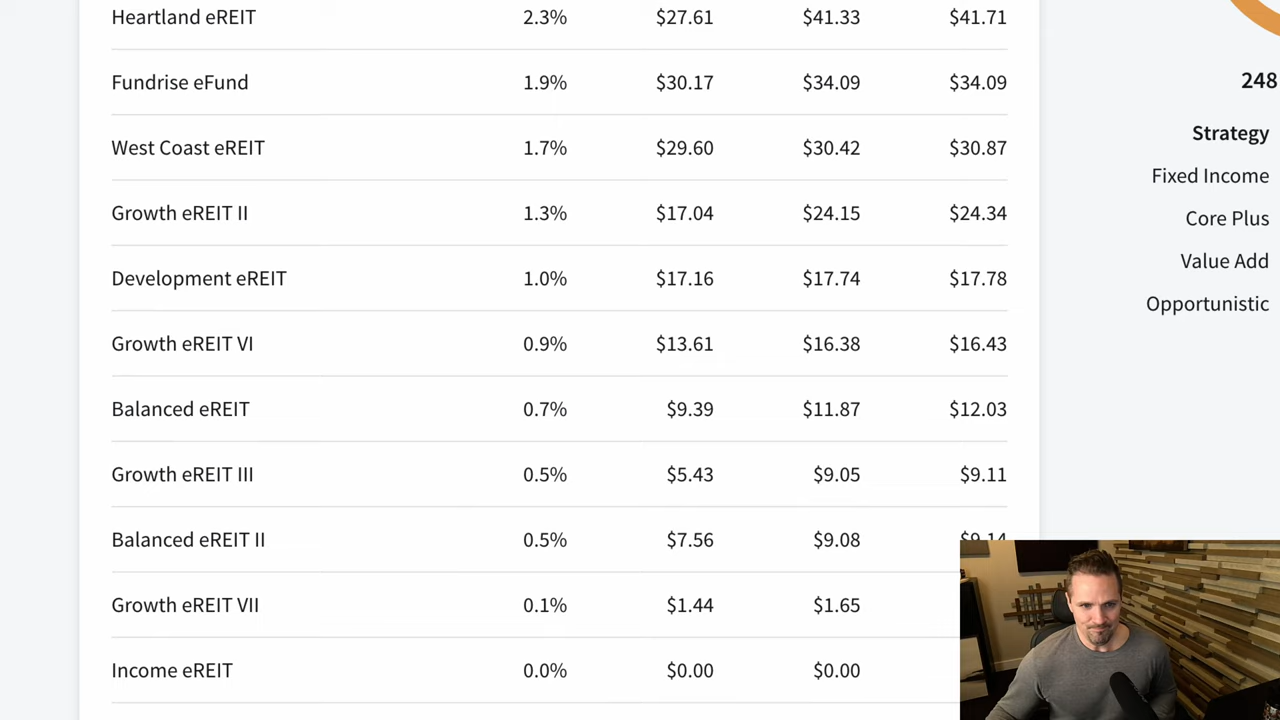 Heartland eREIT 2.3% $27.61 $41.33 $41.71
Fundrise eFund 1.9% $30.17 $34.09 $34.09
248
Strategy
West Coast eREIT 1.7% $29.60 $30.42 $30.87
Fixed Income
Growth eREIT II 1.3% $17.04 $24.15 $24.34
Core Plus
Value Add
Development eREIT 1.0% $17.16 $17.74 $17.78
Opportunistic
Growth eREIT VI 0.9% $13.61 $16.38 $16.43
Balanced eREIT 0.7% $9.39 $11.87 $12.03
Growth eREIT III 0.5% $5.43 $9.05 $9.11
Balanced eREIT II 0.5% $7.56 $9.08 $9.14
Growth eREIT VII 0.1% $1.44 $1.65
Income eREIT 0.0% $0.00 $0.00